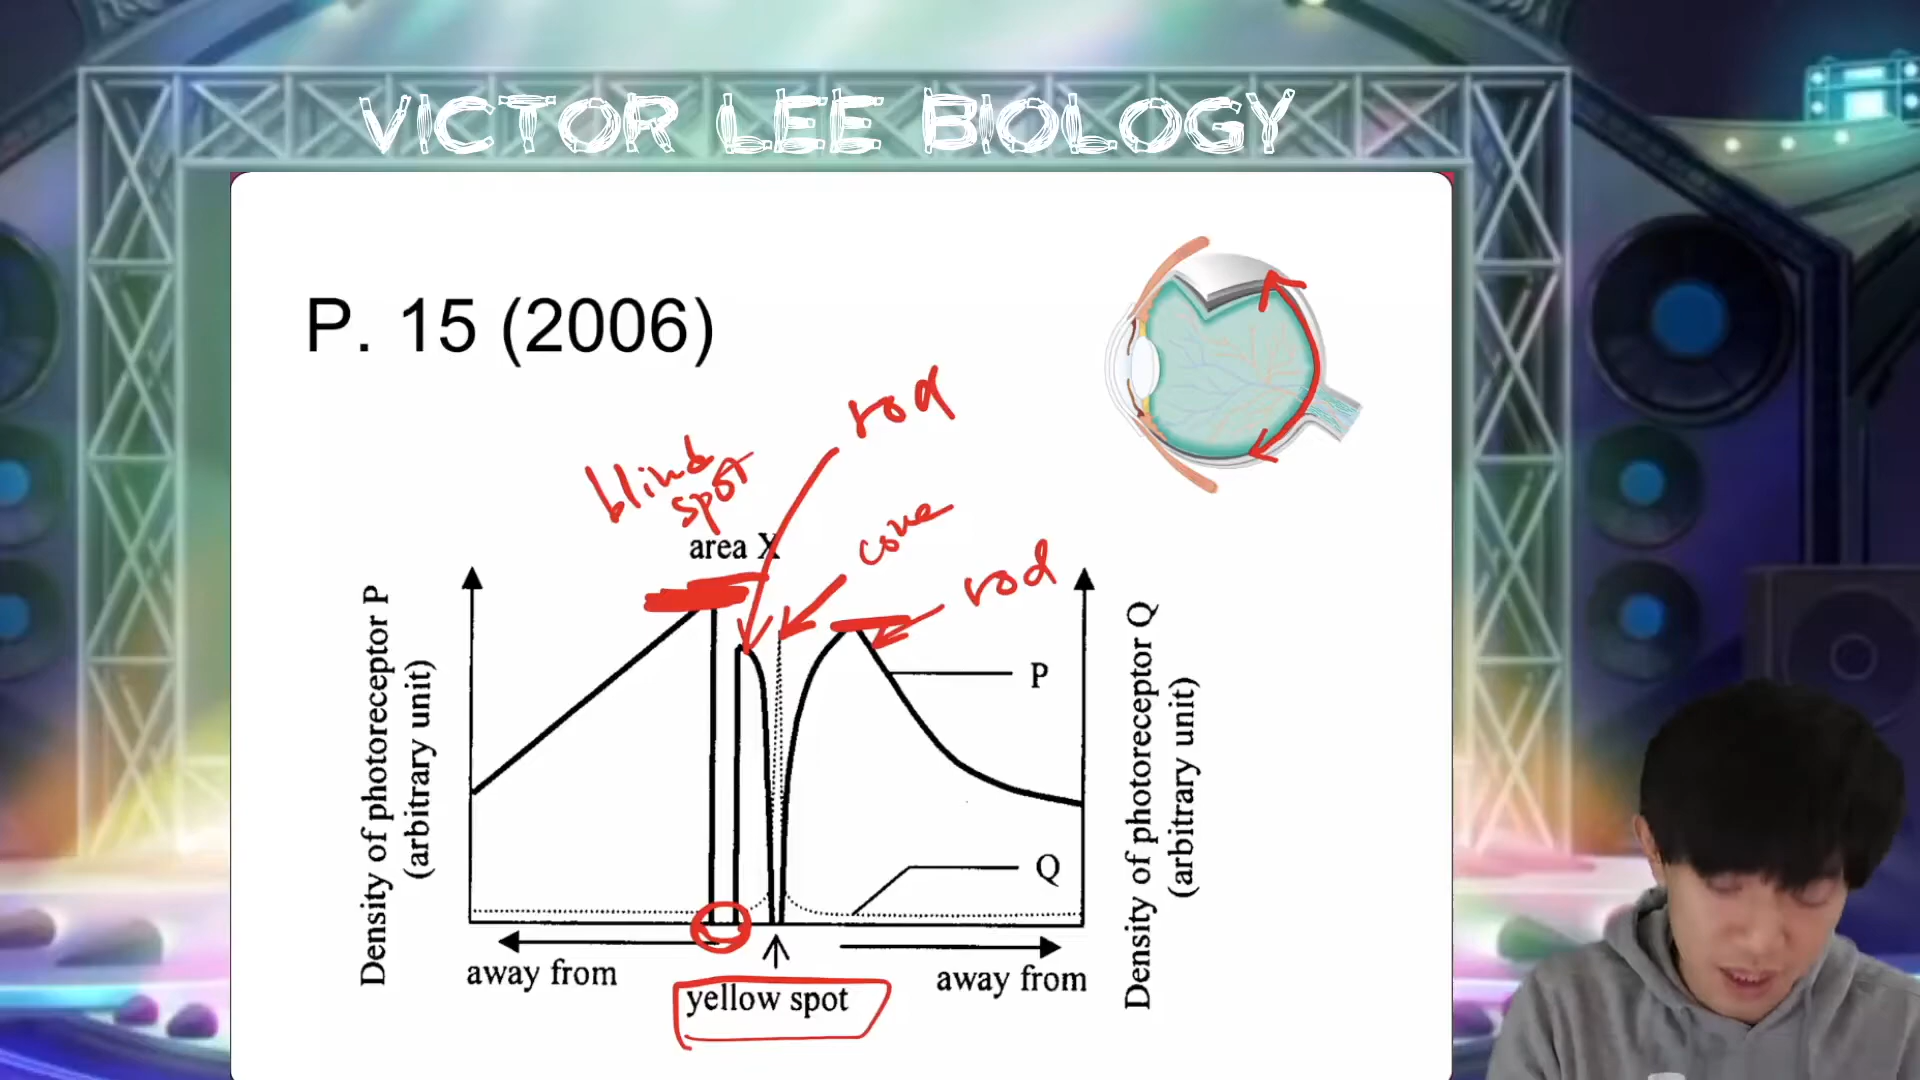 VICTOR LEE BIOLOGY
P. 15 (2006)
rod
blind
spot
area X
cone
rod
Density of photoreceptor P
(arbitrary unit)
P
Q
Density of photoreceptor Q
(arbitrary unit)
away from
yellow spot
away from